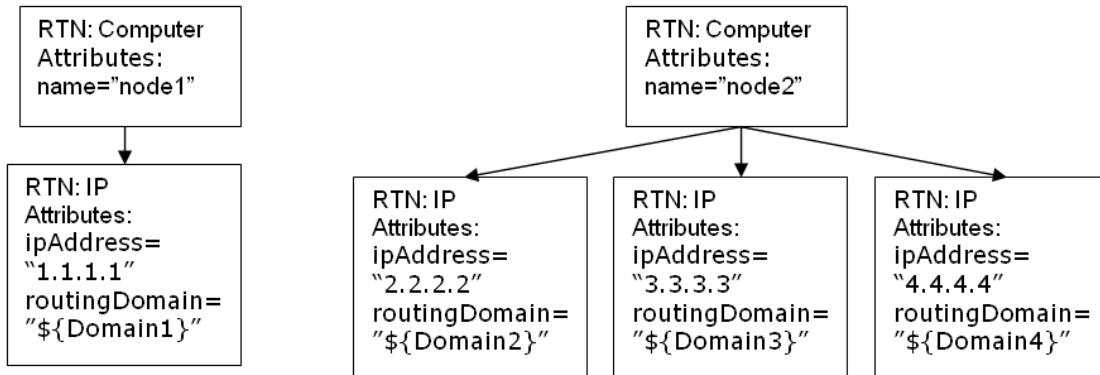 RTN: Computer
Attributes:
name=”node1”
RTN: IP
Attributes:
ipAddress=
“1.1.1.1”
routingDomain=
”${Domain1}”
RTN: Computer
Attributes:
name=”node2”
RTN: IP
Attributes:
ipAddress=
“2.2.2.2”
routingDomain=
”${Domain2}”
RTN: IP
Attributes:
ipAddress=
“3.3.3.3”
routingDomain=
”${Domain3}”
RTN: IP
Attributes:
ipAddress=
“4.4.4.4”
routingDomain=
”${Domain4}”